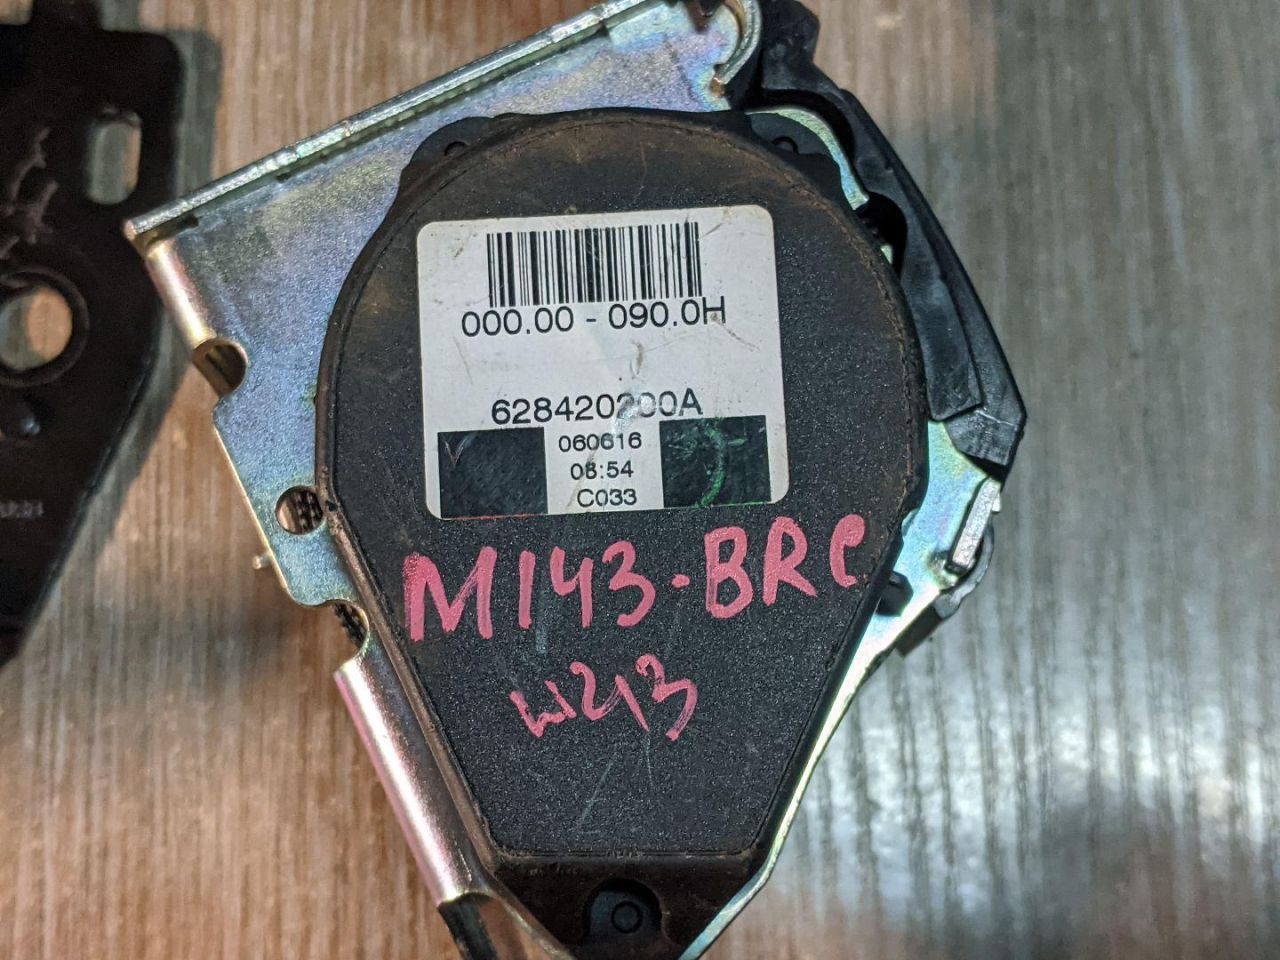 000.00 - 090.0H
628420200A
060616
08:54
C033
M143-BRC
W213